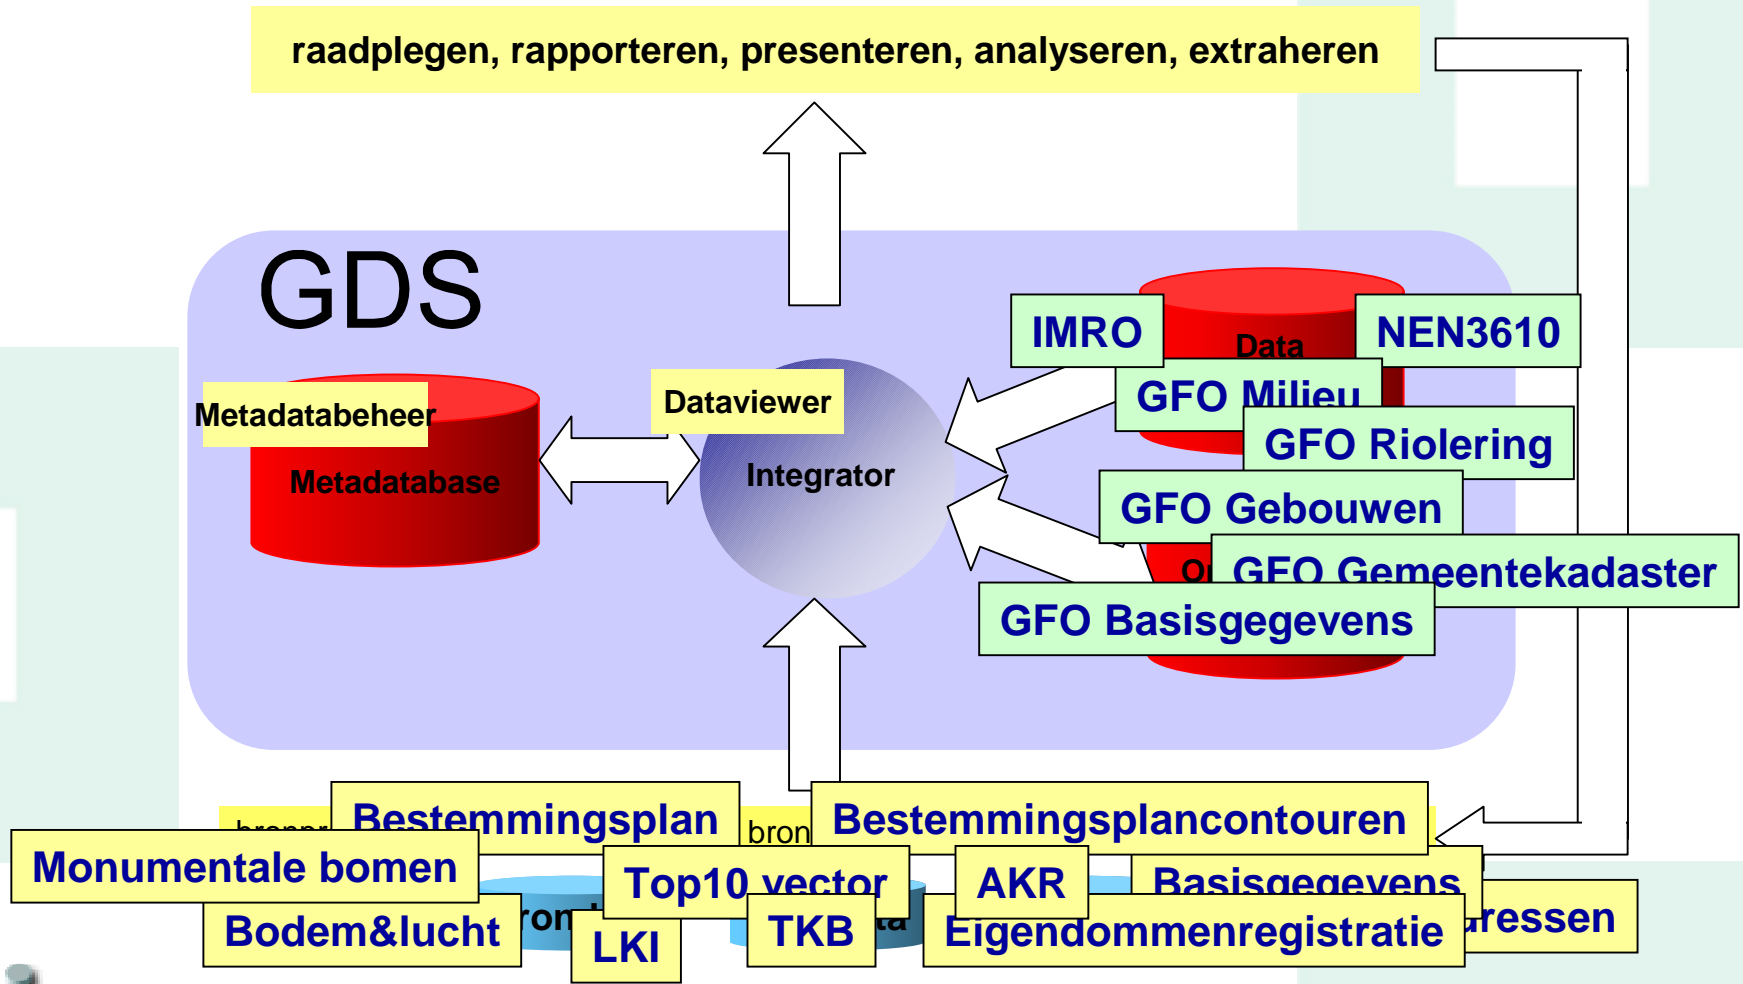 raadplegen, rapporteren, presenteren, analyseren, extraheren
GDS
IMRO
Data
NEN3610
GFO Milieu
Metadatabeheer
Dataviewer
GFO Riolering
Metadatabase
Integrator
GFO Gebouwen
GFO Gemeentekadaster
GFO Basisgegevens
Bestemmingsplan
bron
Bestemmingsplancontouren
Monumentale bomen
Top10 vector
AKR
Basisgegevens
Bodem&lucht
LKI
TKB
Eigendommenregistratie